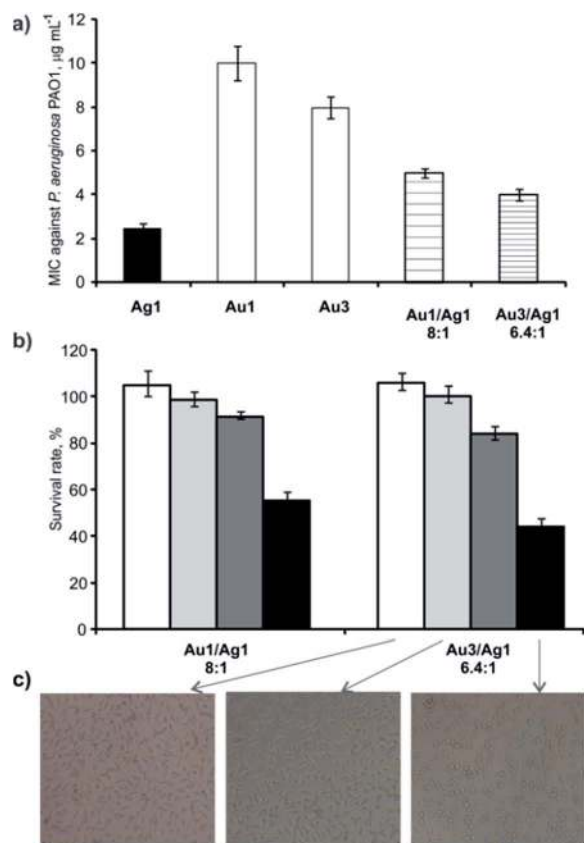 a)
MIC against P. aeruginosa PAO1, µg mL⁻¹
12
10
8
6
4
2
0
Ag1 Au1 Au3 Au1/Ag1 Au3/Ag1
8:1 6.4:1
b)
Survival rate, %
120
100
80
60
40
20
0
Au1/Ag1 Au3/Ag1
8:1 6.4:1
c)